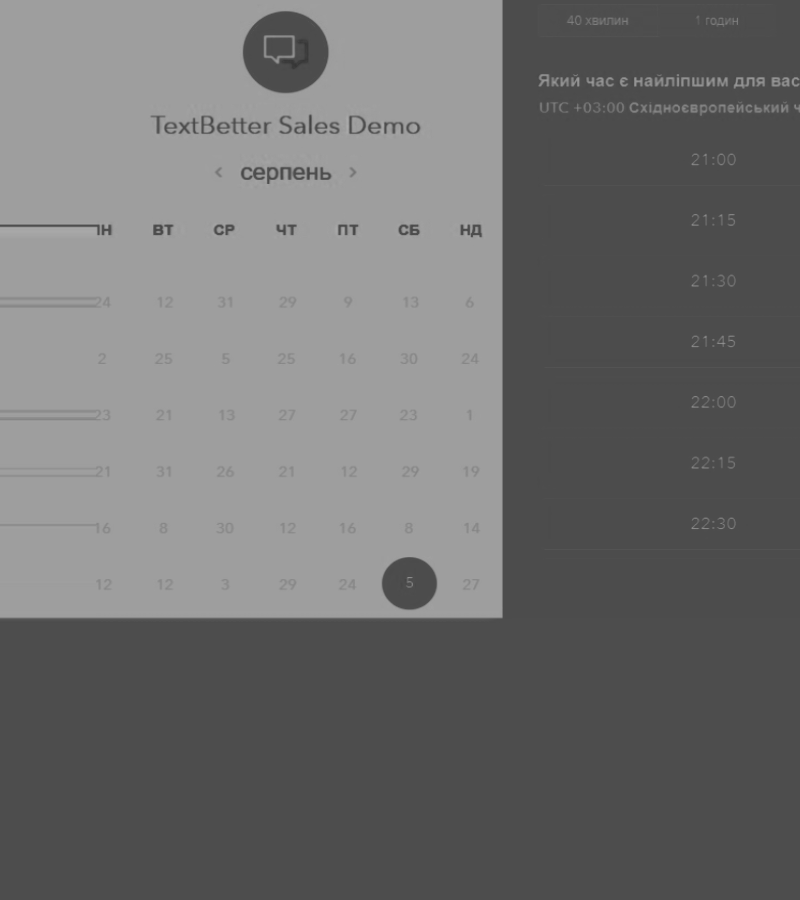 TextBetter Sales Demo
‹ серпень ›
ПН ВТ СР ЧТ ПТ СБ НД
24 12 31 29 9 13 6
2 25 5 25 16 30 24
23 21 13 27 27 23 1
21 31 26 21 12 29 19
16 8 30 12 16 8 14
12 12 3 29 24 5 27
40 хвилин 1 годин
Який час є найліпшим для вас
UTC +03:00 Східноєвропейський ч
21:00
21:15
21:30
21:45
22:00
22:15
22:30